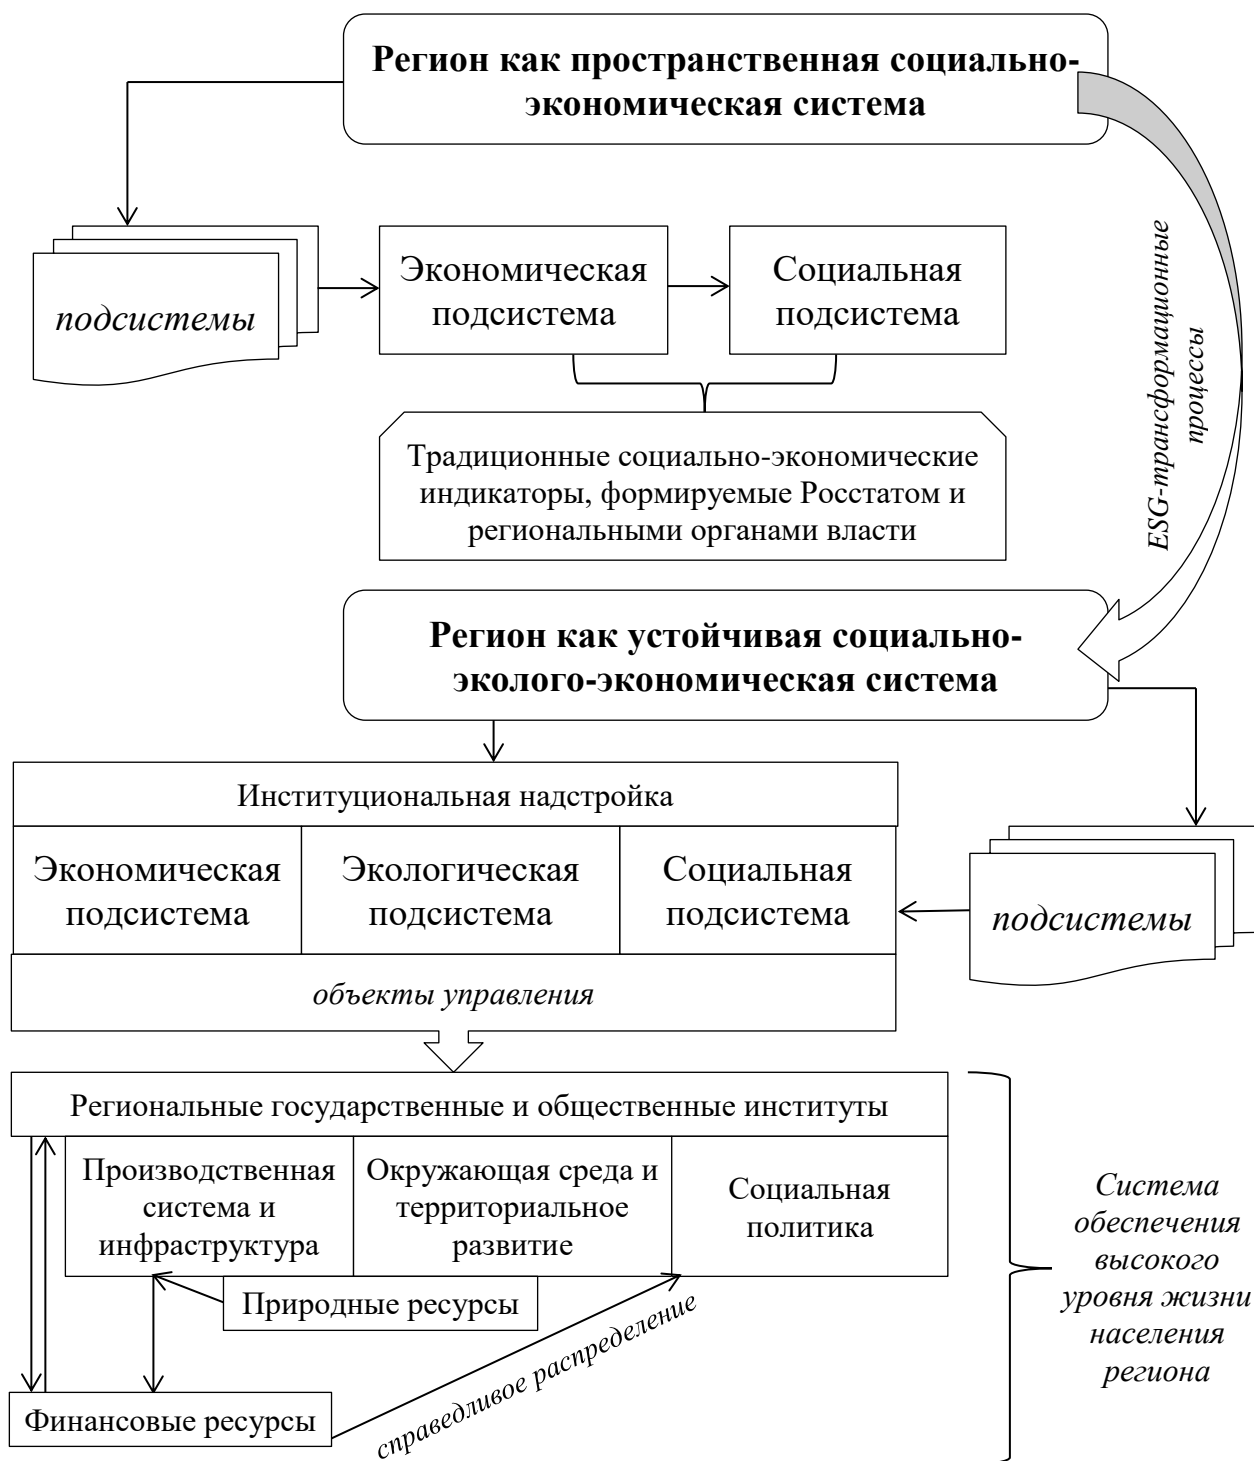 Регион как пространственная социально-
экономическая система
ESG-трансформационные
процессы
подсистемы
Экономическая
подсистема
Социальная
подсистема
Традиционные социально-экономические
индикаторы, формируемые Росстатом и
региональными органами власти
Регион как устойчивая социально-
эколого-экономическая система
Институциональная надстройка
Экономическая
подсистема
Экологическая
подсистема
Социальная
подсистема
подсистемы
объекты управления
Региональные государственные и общественные институты
Производственная
система и
инфраструктура
Окружающая среда и
территориальное
развитие
Социальная
политика
Природные ресурсы
справедливое распределение
Финансовые ресурсы
Система
обеспечения
высокого
уровня жизни
населения
региона